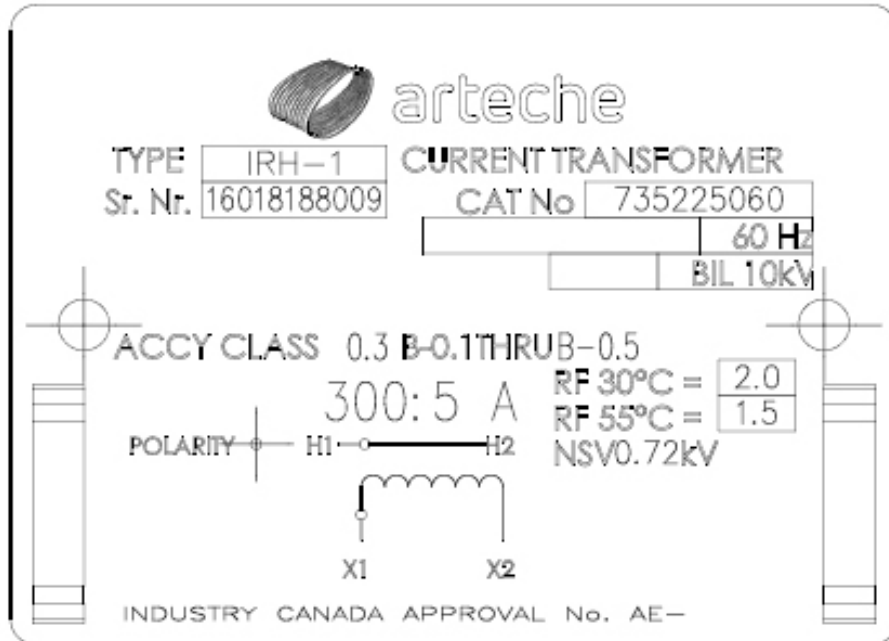 arteche
TYPE IRH-1 CURRENT TRANSFORMER
Sr. Nr. 16018188009 CAT No 735225060
60 Hz
BIL 10kV
ACCY CLASS 0.3 B-0.1THRU B-0.5
300:5 A RF 30°C = 2.0
RF 55°C = 1.5
POLARITY H1 H2 NSV0.72kV
X1 X2
INDUSTRY CANADA APPROVAL No. AE-